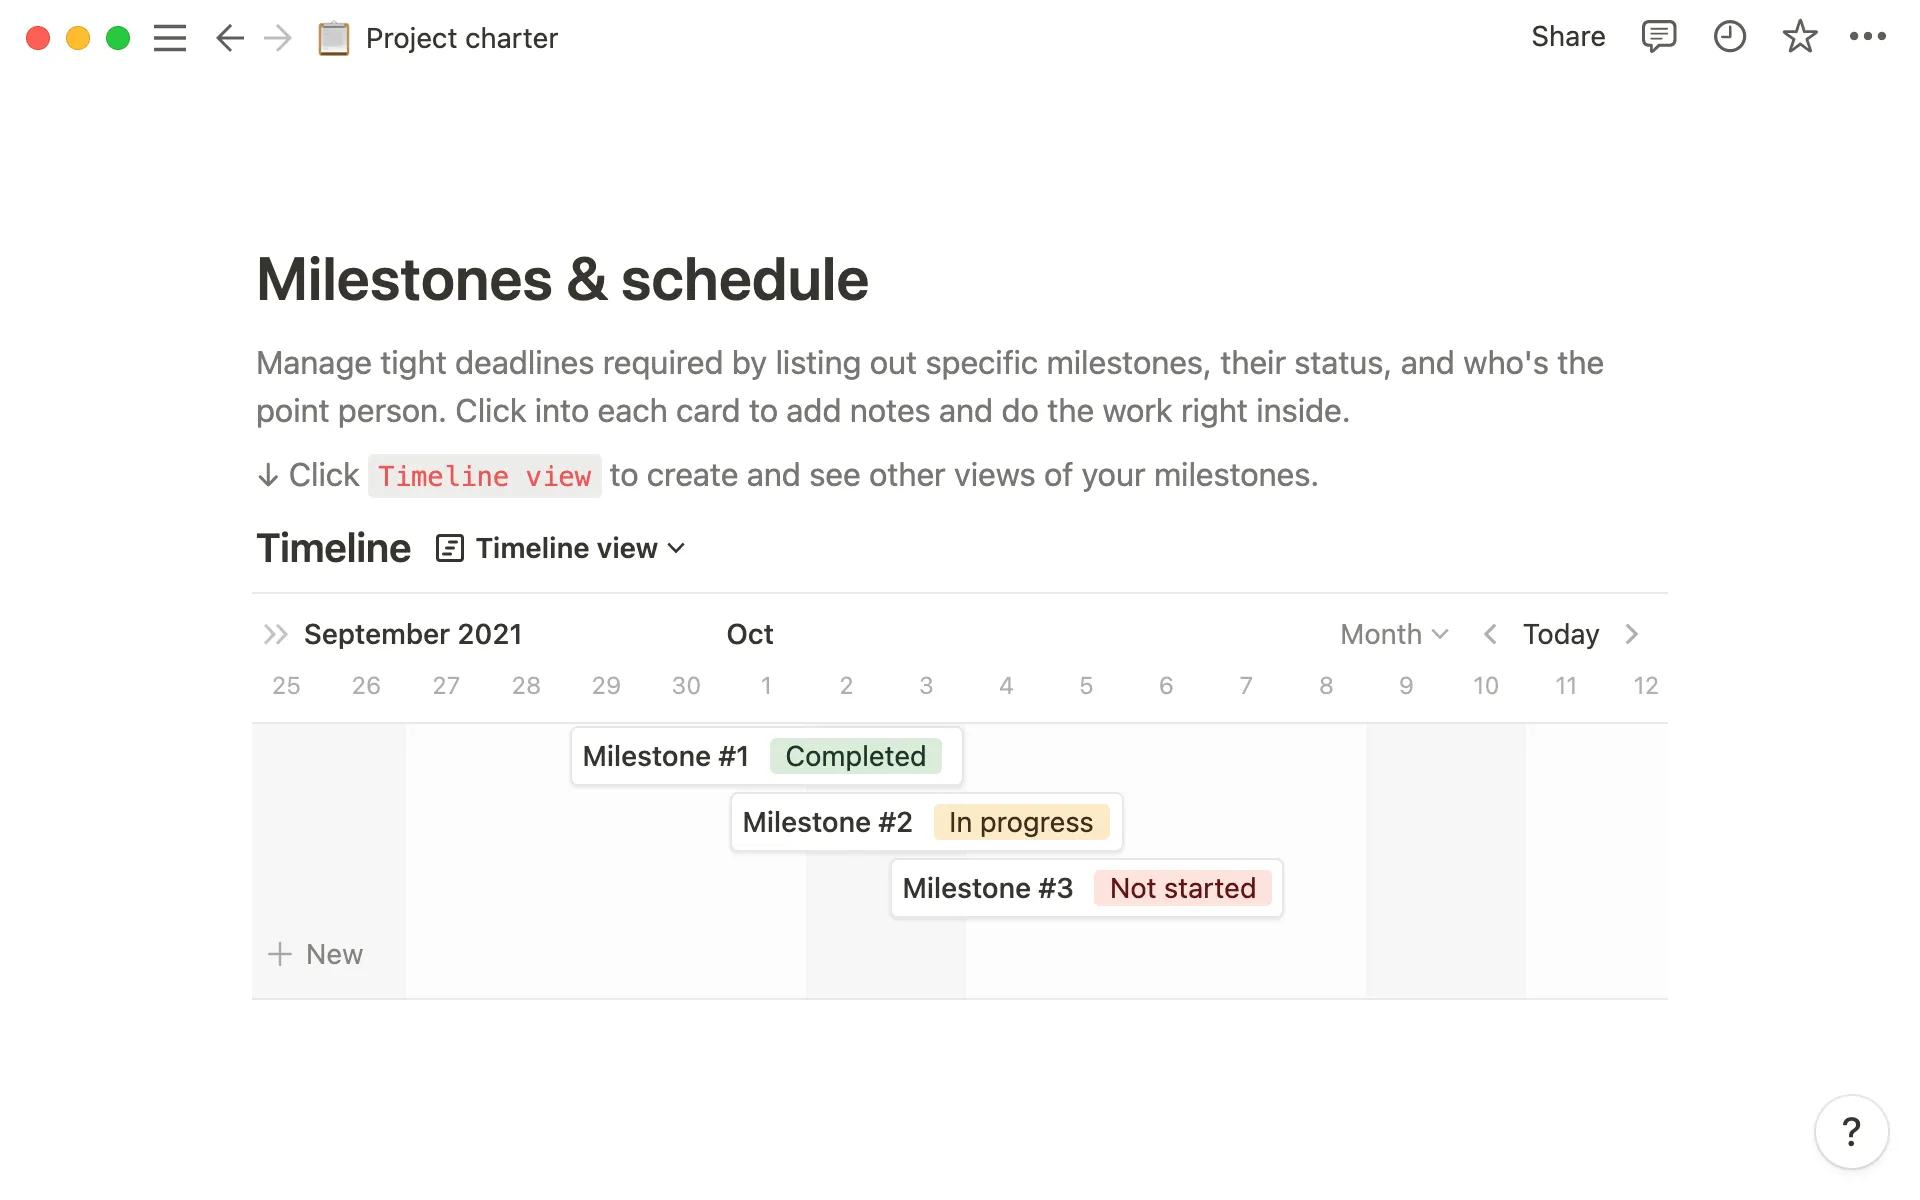 Project charter
Share
Milestones & schedule
Manage tight deadlines required by listing out specific milestones, their status, and who's the
point person. Click into each card to add notes and do the work right inside.
↓ Click Timeline view to create and see other views of your milestones.
Timeline Timeline view
September 2021 Oct Month Today
25 26 27 28 29 30 1 2 3 4 5 6 7 8 9 10 11 12
Milestone #1 Completed
Milestone #2 In progress
Milestone #3 Not started
+ New
?